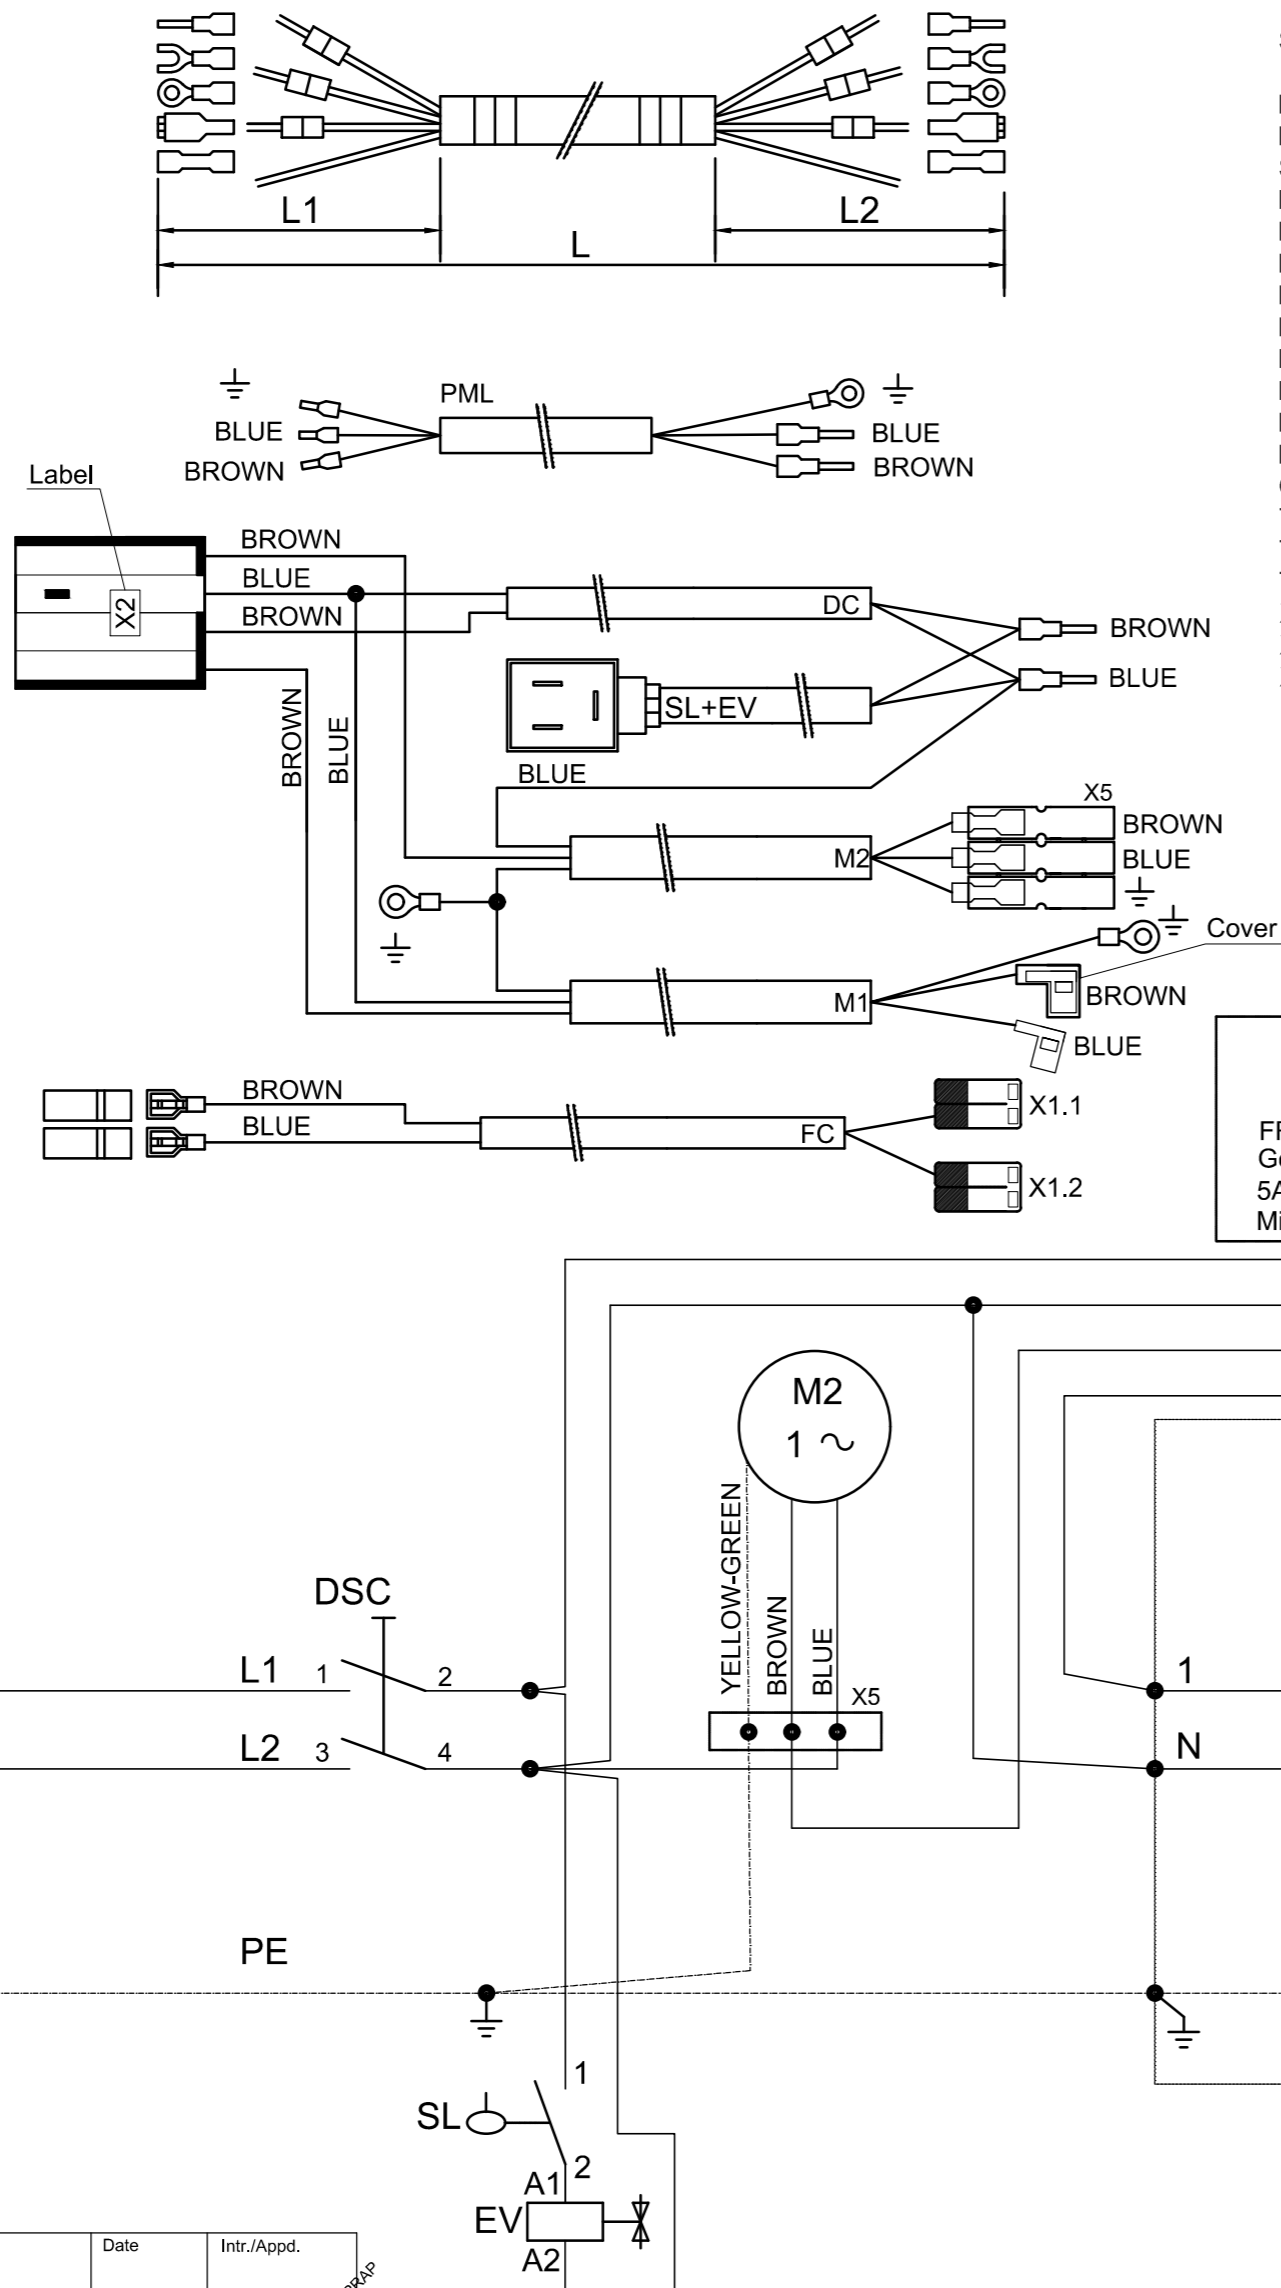 L1
L2
L
PML
BLUE
BLUE
BROWN
BROWN
Label
BROWN
BLUE
DC
X2
BROWN
BROWN
BLUE
SL+EV
BROWN
BLUE
BLUE
X5
BROWN
M2
BLUE
Cover
M1
BROWN
BLUE
BROWN
X1.1
BLUE
FC
X1.2
5A
M2
1 ~
YELLOW-GREEN
BROWN
BLUE
DSC
L1 1 2
X5
1
L2 3 4
N
PE
1
SL
2
A1
EV
A2
Date
Intr./Appd.